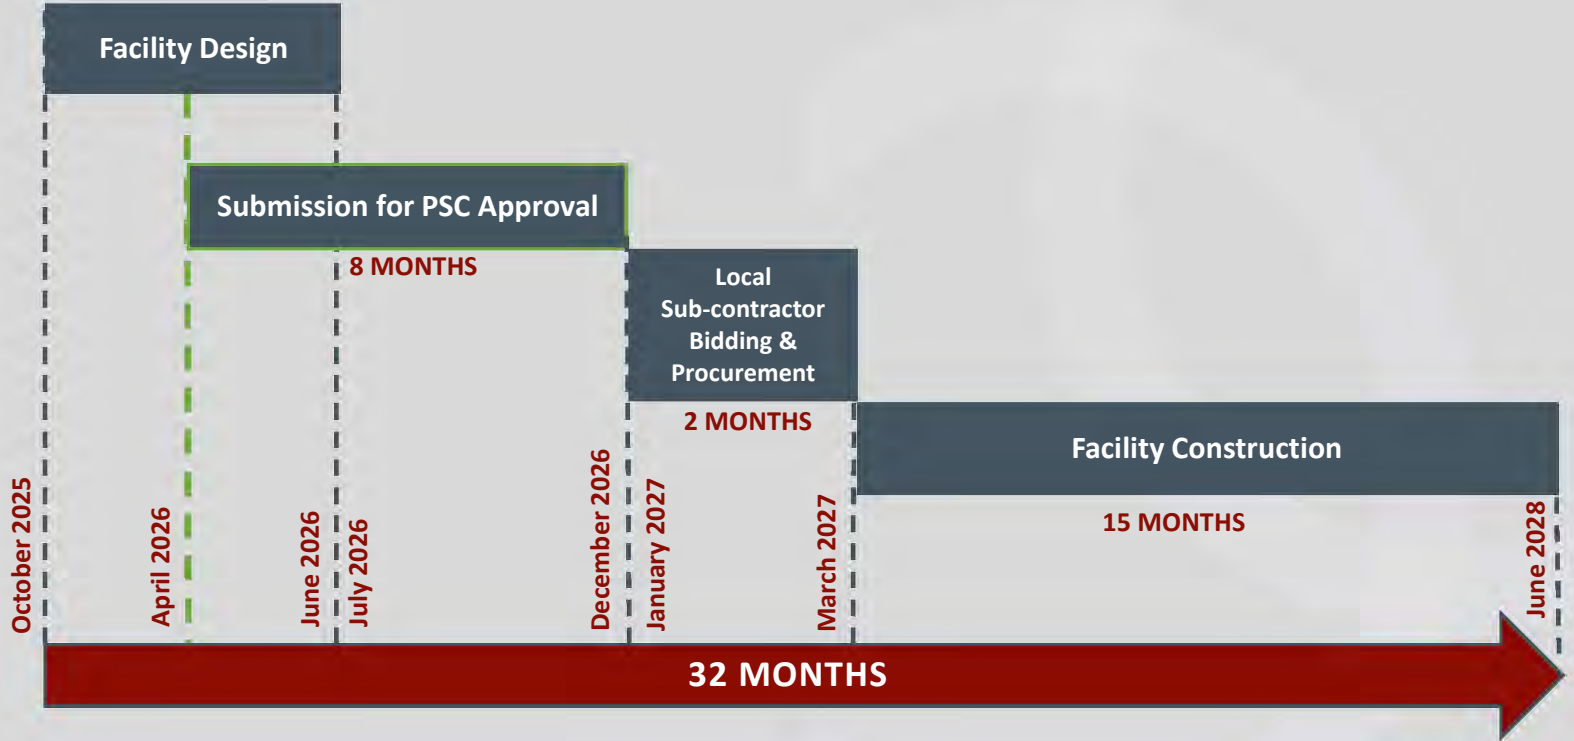 Facility Design
Submission for PSC Approval
8 MONTHS
Local
Sub-contractor
Bidding &
Procurement
2 MONTHS
Facility Construction
15 MONTHS
October 2025
April 2026
June 2026
July 2026
December 2026
January 2027
March 2027
June 2028
32 MONTHS